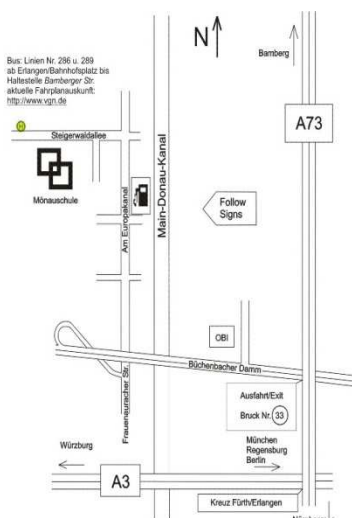 Bus: Linien Nr. 286 u. 289
ab Erlangen/Bahnhofsplatz bis
Haltestelle Bamberger Str.
aktuelle Fahrplanauskunft:
http://www.vgn.de
N
Bamberg
H
A73
Steigerwaldallee
Mönauschule
Am Europakanal
Main-Donau-Kanal
Follow
Signs
OBI
Büchenbacher Damm
Frauenauracher Str.
Ausfahrt/Exit
Bruck Nr. 33
Würzburg
München
Regensburg
Berlin
A3
Kreuz Fürth/Erlangen